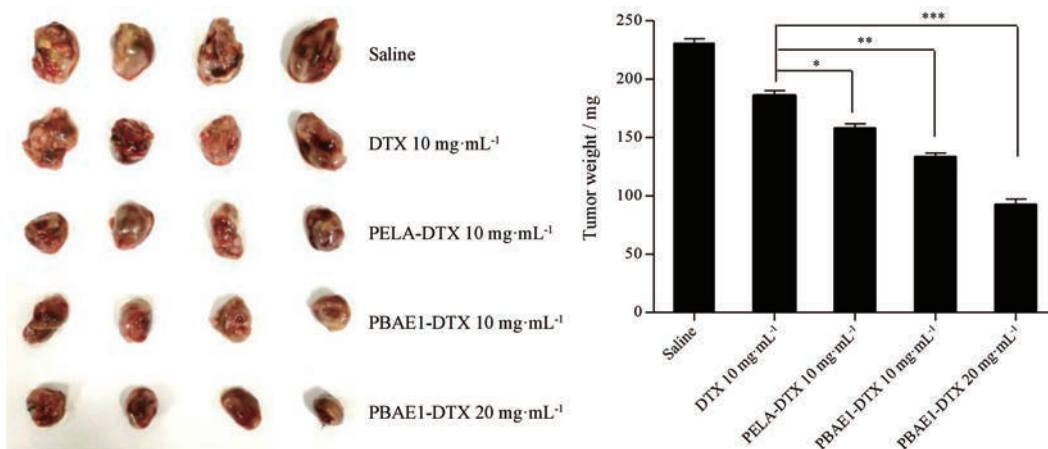 Saline
DTX 10 mg·mL⁻¹
PELA-DTX 10 mg·mL⁻¹
PBAE1-DTX 10 mg·mL⁻¹
PBAE1-DTX 20 mg·mL⁻¹
Tumor weight / mg
250
200
150
100
50
0
*
**
***
Saline
DTX 10 mg·mL⁻¹
PELA-DTX 10 mg·mL⁻¹
PBAE1-DTX 10 mg·mL⁻¹
PBAE1-DTX 20 mg·mL⁻¹